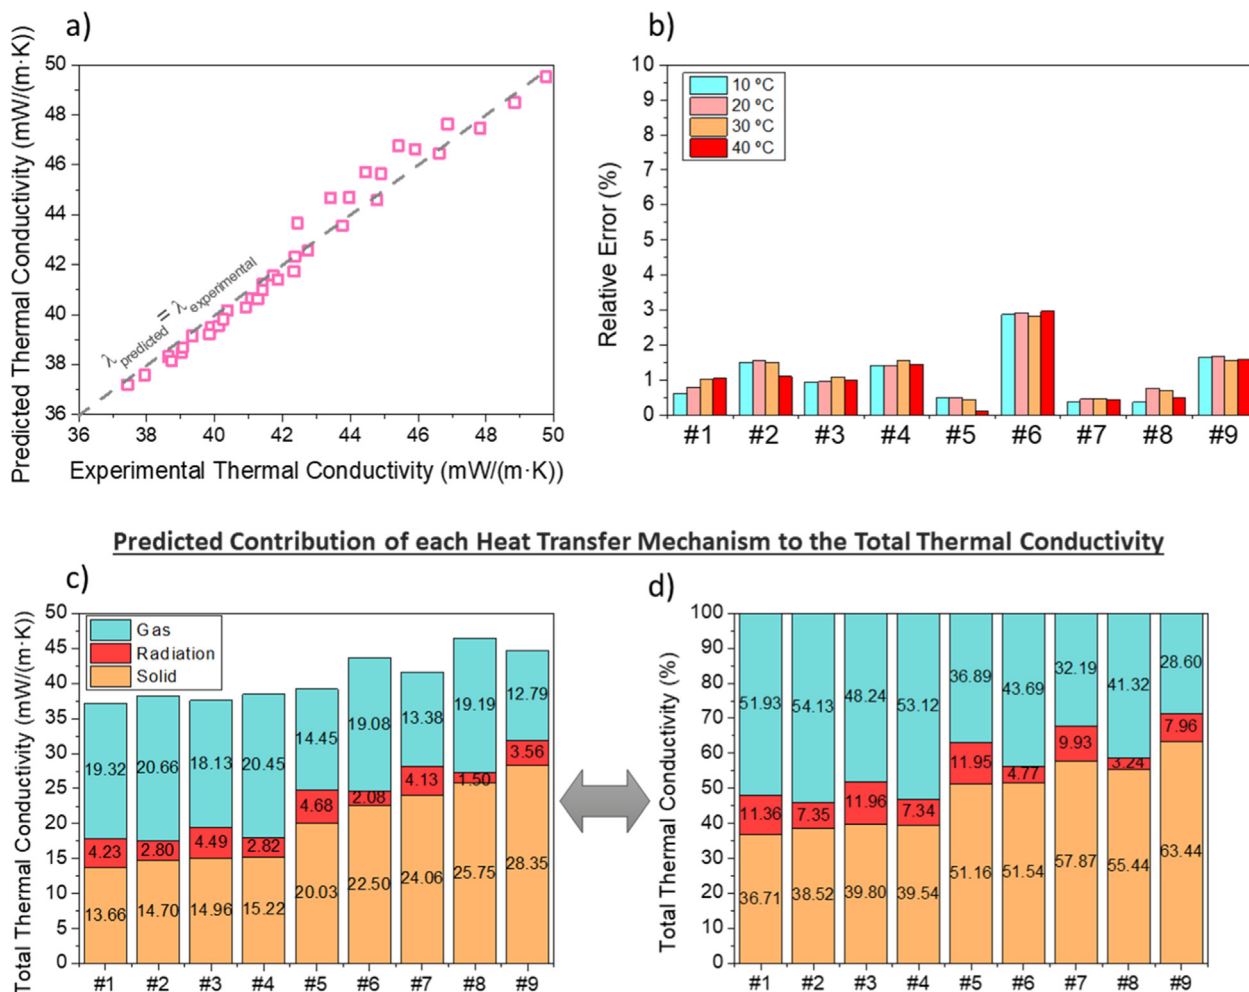 a)
Predicted Thermal Conductivity (mW/(m·K))
50
48
46
44
42
40
38
36
λpredicted = λexperimental
36 38 40 42 44 46 48 50
Experimental Thermal Conductivity (mW/(m·K))
b)
Relative Error (%)
10
9
8
7
6
5
4
3
2
1
0
10 ºC
20 ºC
30 ºC
40 ºC
#1 #2 #3 #4 #5 #6 #7 #8 #9
Predicted Contribution of each Heat Transfer Mechanism to the Total Thermal Conductivity
c)
Total Thermal Conductivity (mW/(m·K))
50
45
40
35
30
25
20
15
10
5
0
Gas
Radiation
Solid
19.32 20.66 18.13 20.45 14.45 19.08 13.38 19.19 12.79
4.23 2.80 4.49 2.82 4.68 2.08 4.13 1.50 3.56
13.66 14.70 14.96 15.22 20.03 22.50 24.06 25.75 28.35
#1 #2 #3 #4 #5 #6 #7 #8 #9
d)
Total Thermal Conductivity (%)
100
90
80
70
60
50
40
30
20
10
0
51.93 54.13 48.24 53.12 36.89 43.69 32.19 41.32 28.60
11.36 7.35 11.96 7.34 11.95 4.77 9.93 3.24 7.96
36.71 38.52 39.80 39.54 51.16 51.54 57.87 55.44 63.44
#1 #2 #3 #4 #5 #6 #7 #8 #9